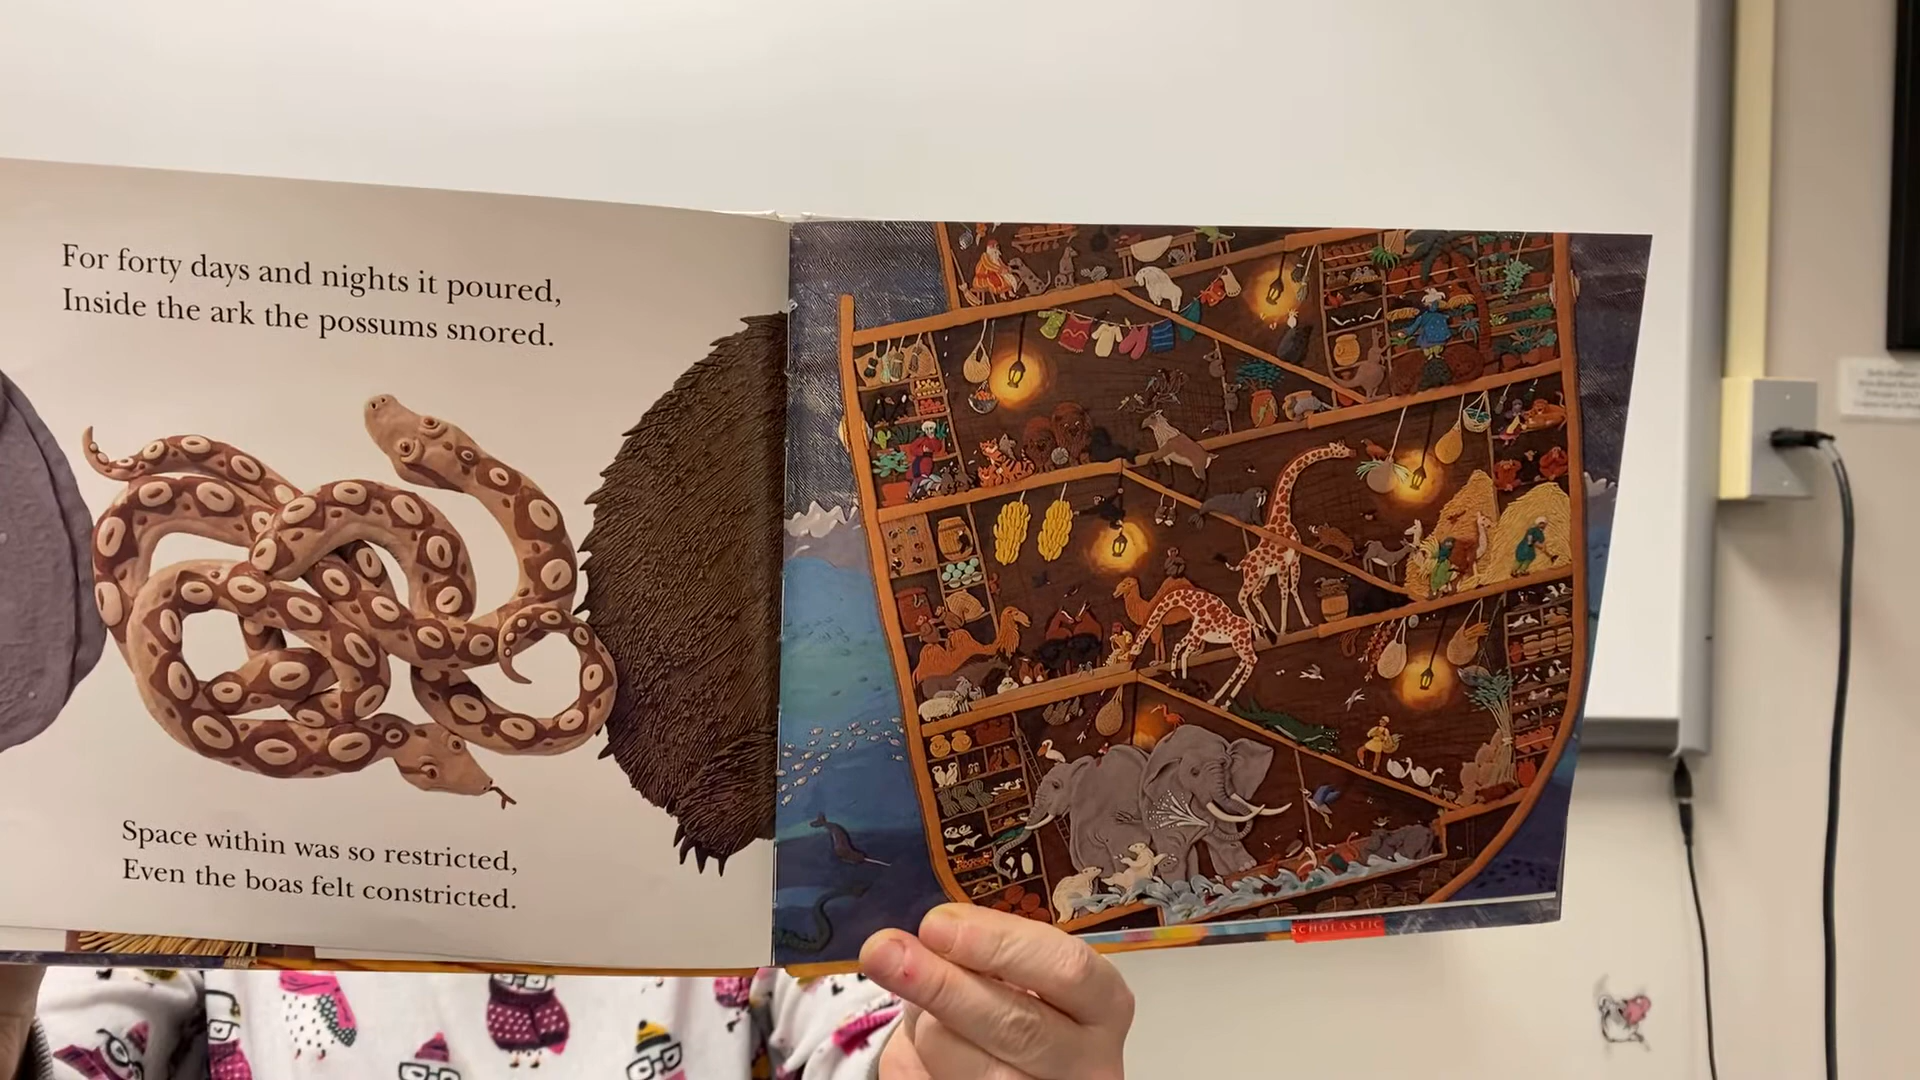 For forty days and nights it poured,
Inside the ark the possums snored.
Space within was so restricted,
Even the boas felt constricted.
SCHOLASTIC